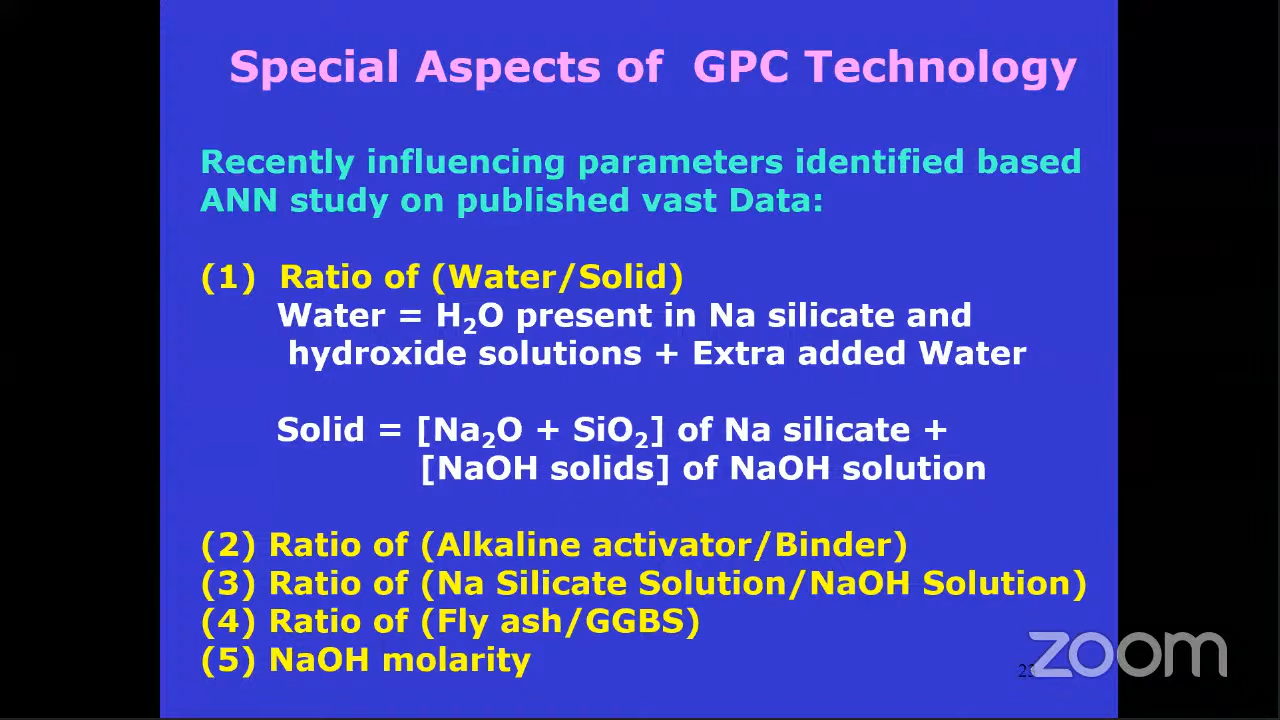 Special Aspects of GPC Technology
Recently influencing parameters identified based
ANN study on published vast Data:
(1) Ratio of (Water/Solid)
Water = H₂O present in Na silicate and
hydroxide solutions + Extra added Water
Solid = [Na₂O + SiO₂] of Na silicate +
[NaOH solids] of NaOH solution
(2) Ratio of (Alkaline activator/Binder)
(3) Ratio of (Na Silicate Solution/NaOH Solution)
(4) Ratio of (Fly ash/GGBS)
(5) NaOH molarity
zoom